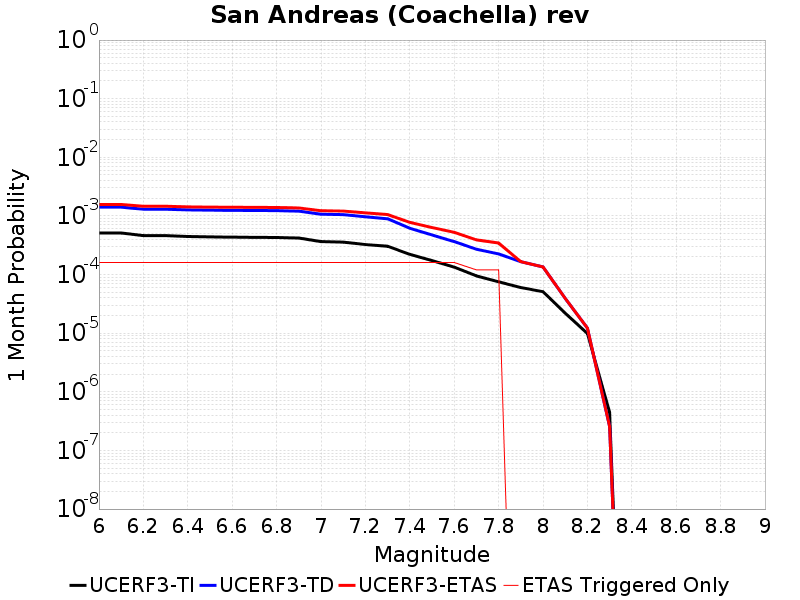 San Andreas (Coachella) rev
1 Month Probability
10^0
10^-1
10^-2
10^-3
10^-4
10^-5
10^-6
10^-7
10^-8
6 6.2 6.4 6.6 6.8 7 7.2 7.4 7.6 7.8 8 8.2 8.4 8.6 8.8 9
Magnitude
UCERF3-TI UCERF3-TD UCERF3-ETAS ETAS Triggered Only